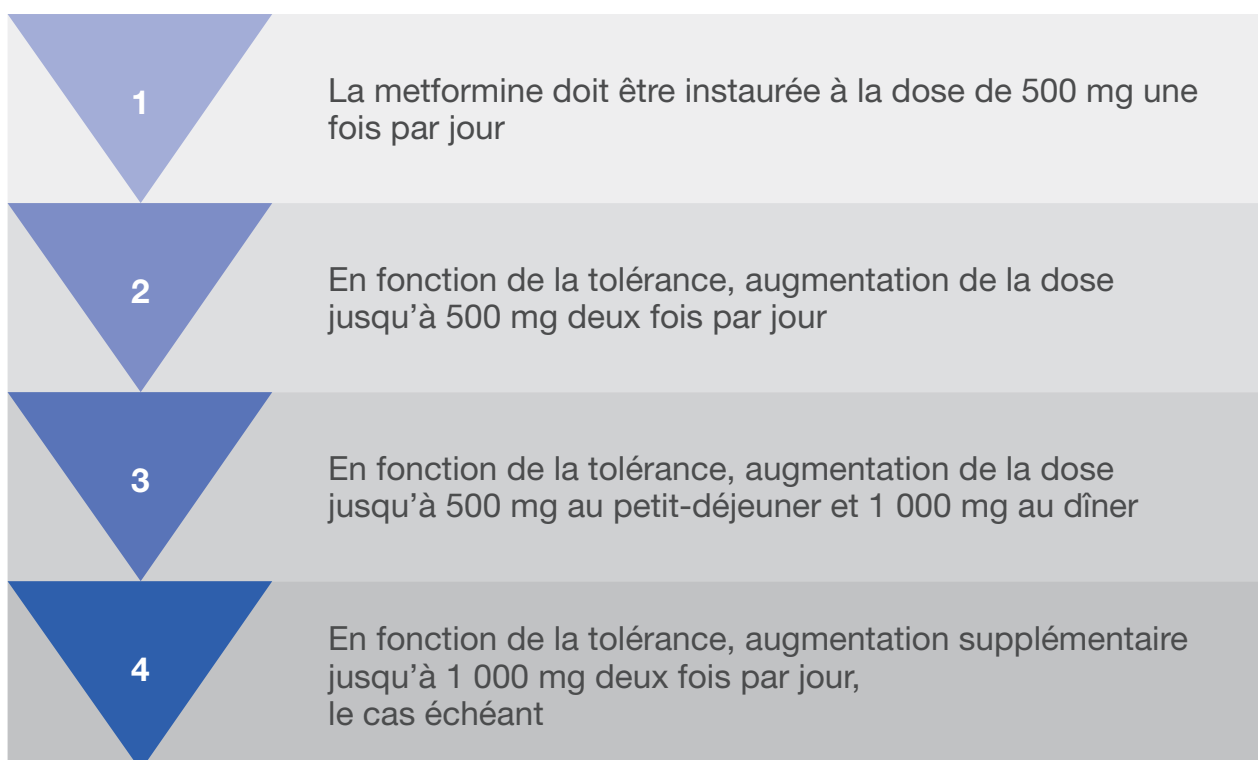 1
La metformine doit être instaurée à la dose de 500 mg une
fois par jour
2
En fonction de la tolérance, augmentation de la dose
jusqu’à 500 mg deux fois par jour
3
En fonction de la tolérance, augmentation de la dose
jusqu’à 500 mg au petit-déjeuner et 1 000 mg au dîner
4
En fonction de la tolérance, augmentation supplémentaire
jusqu’à 1 000 mg deux fois par jour,
le cas échéant